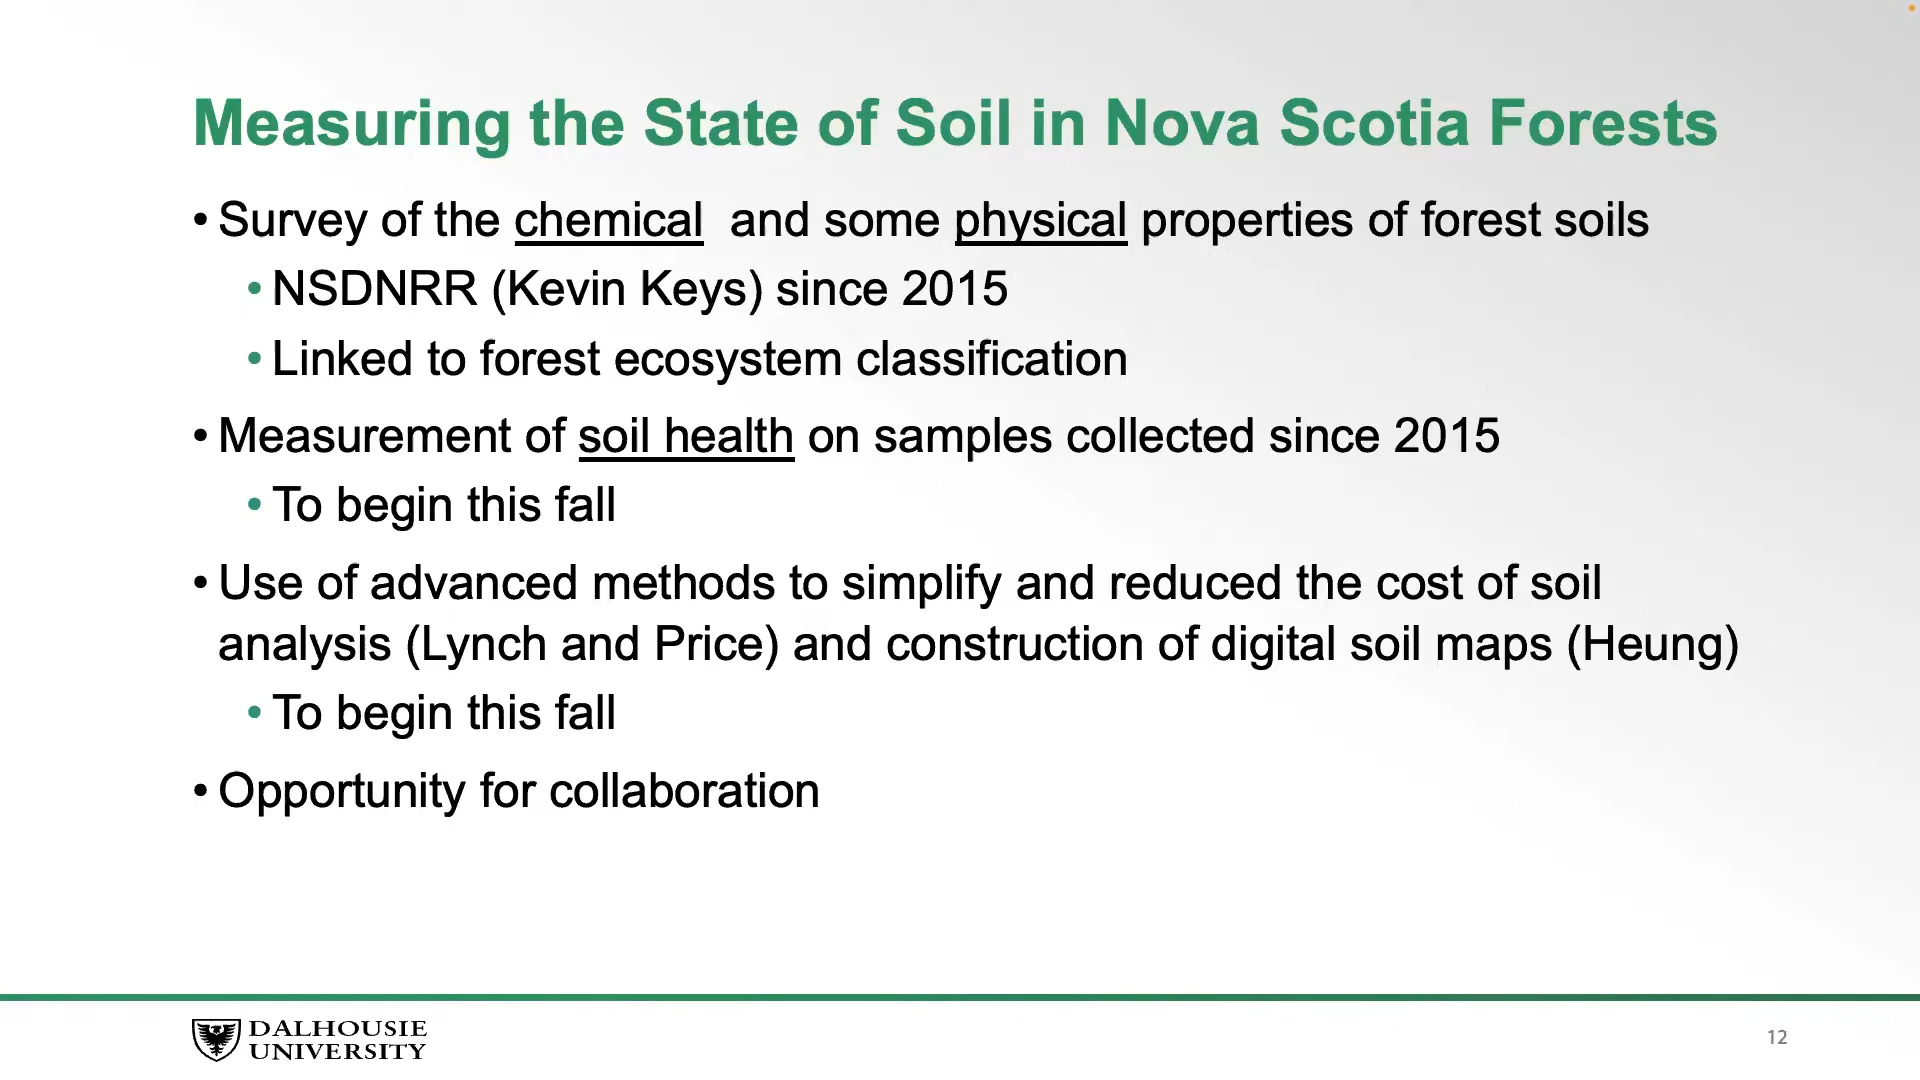 Measuring the State of Soil in Nova Scotia Forests
• Survey of the chemical  and some physical properties of forest soils
• NSDNRR (Kevin Keys) since 2015
• Linked to forest ecosystem classification
• Measurement of soil health on samples collected since 2015
• To begin this fall
• Use of advanced methods to simplify and reduced the cost of soil
analysis (Lynch and Price) and construction of digital soil maps (Heung)
• To begin this fall
• Opportunity for collaboration
DALHOUSIE
UNIVERSITY
12